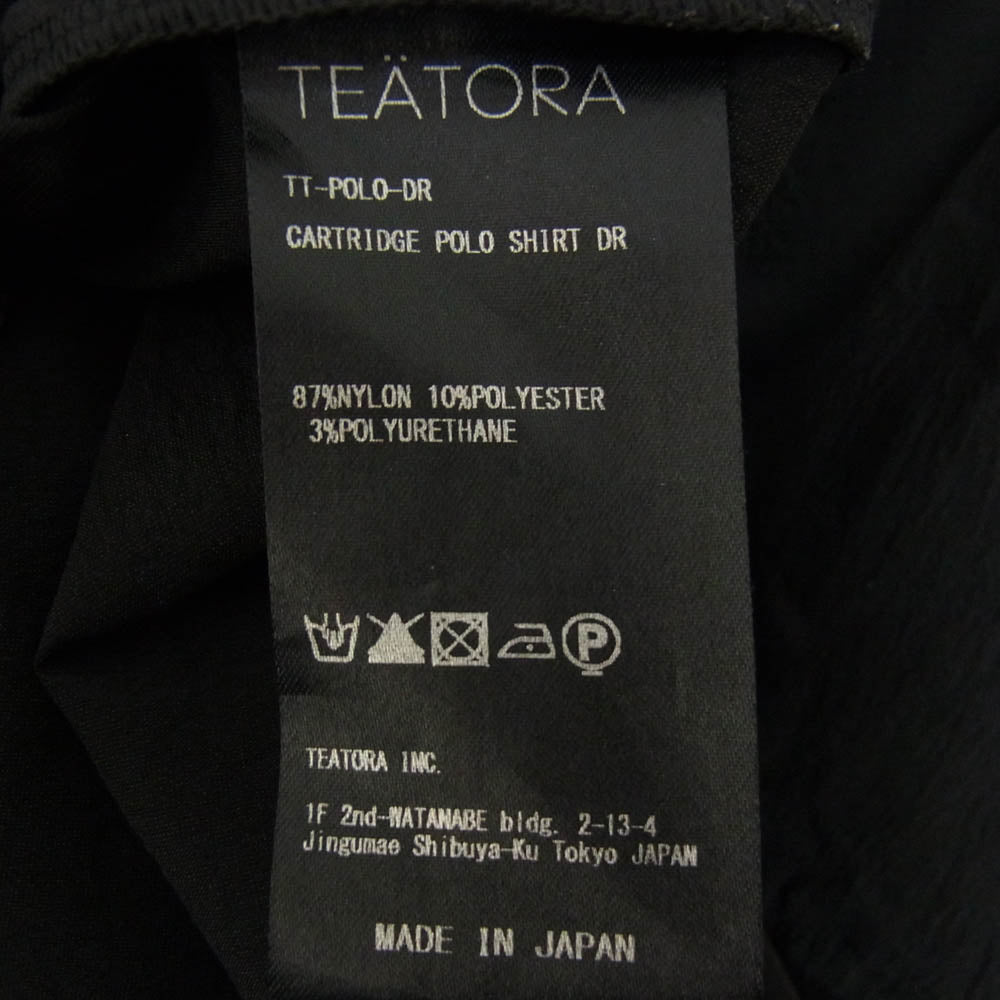 TEÄTORA
TT-POLO-DR
CARTRIDGE POLO SHIRT DR
87%NYLON 10%POLYESTER
3%POLYURETHANE
P
TEATORA INC.
1F 2nd-WATANABE bldg. 2-13-4
Jingumae Shibuya-Ku Tokyo JAPAN
MADE IN JAPAN